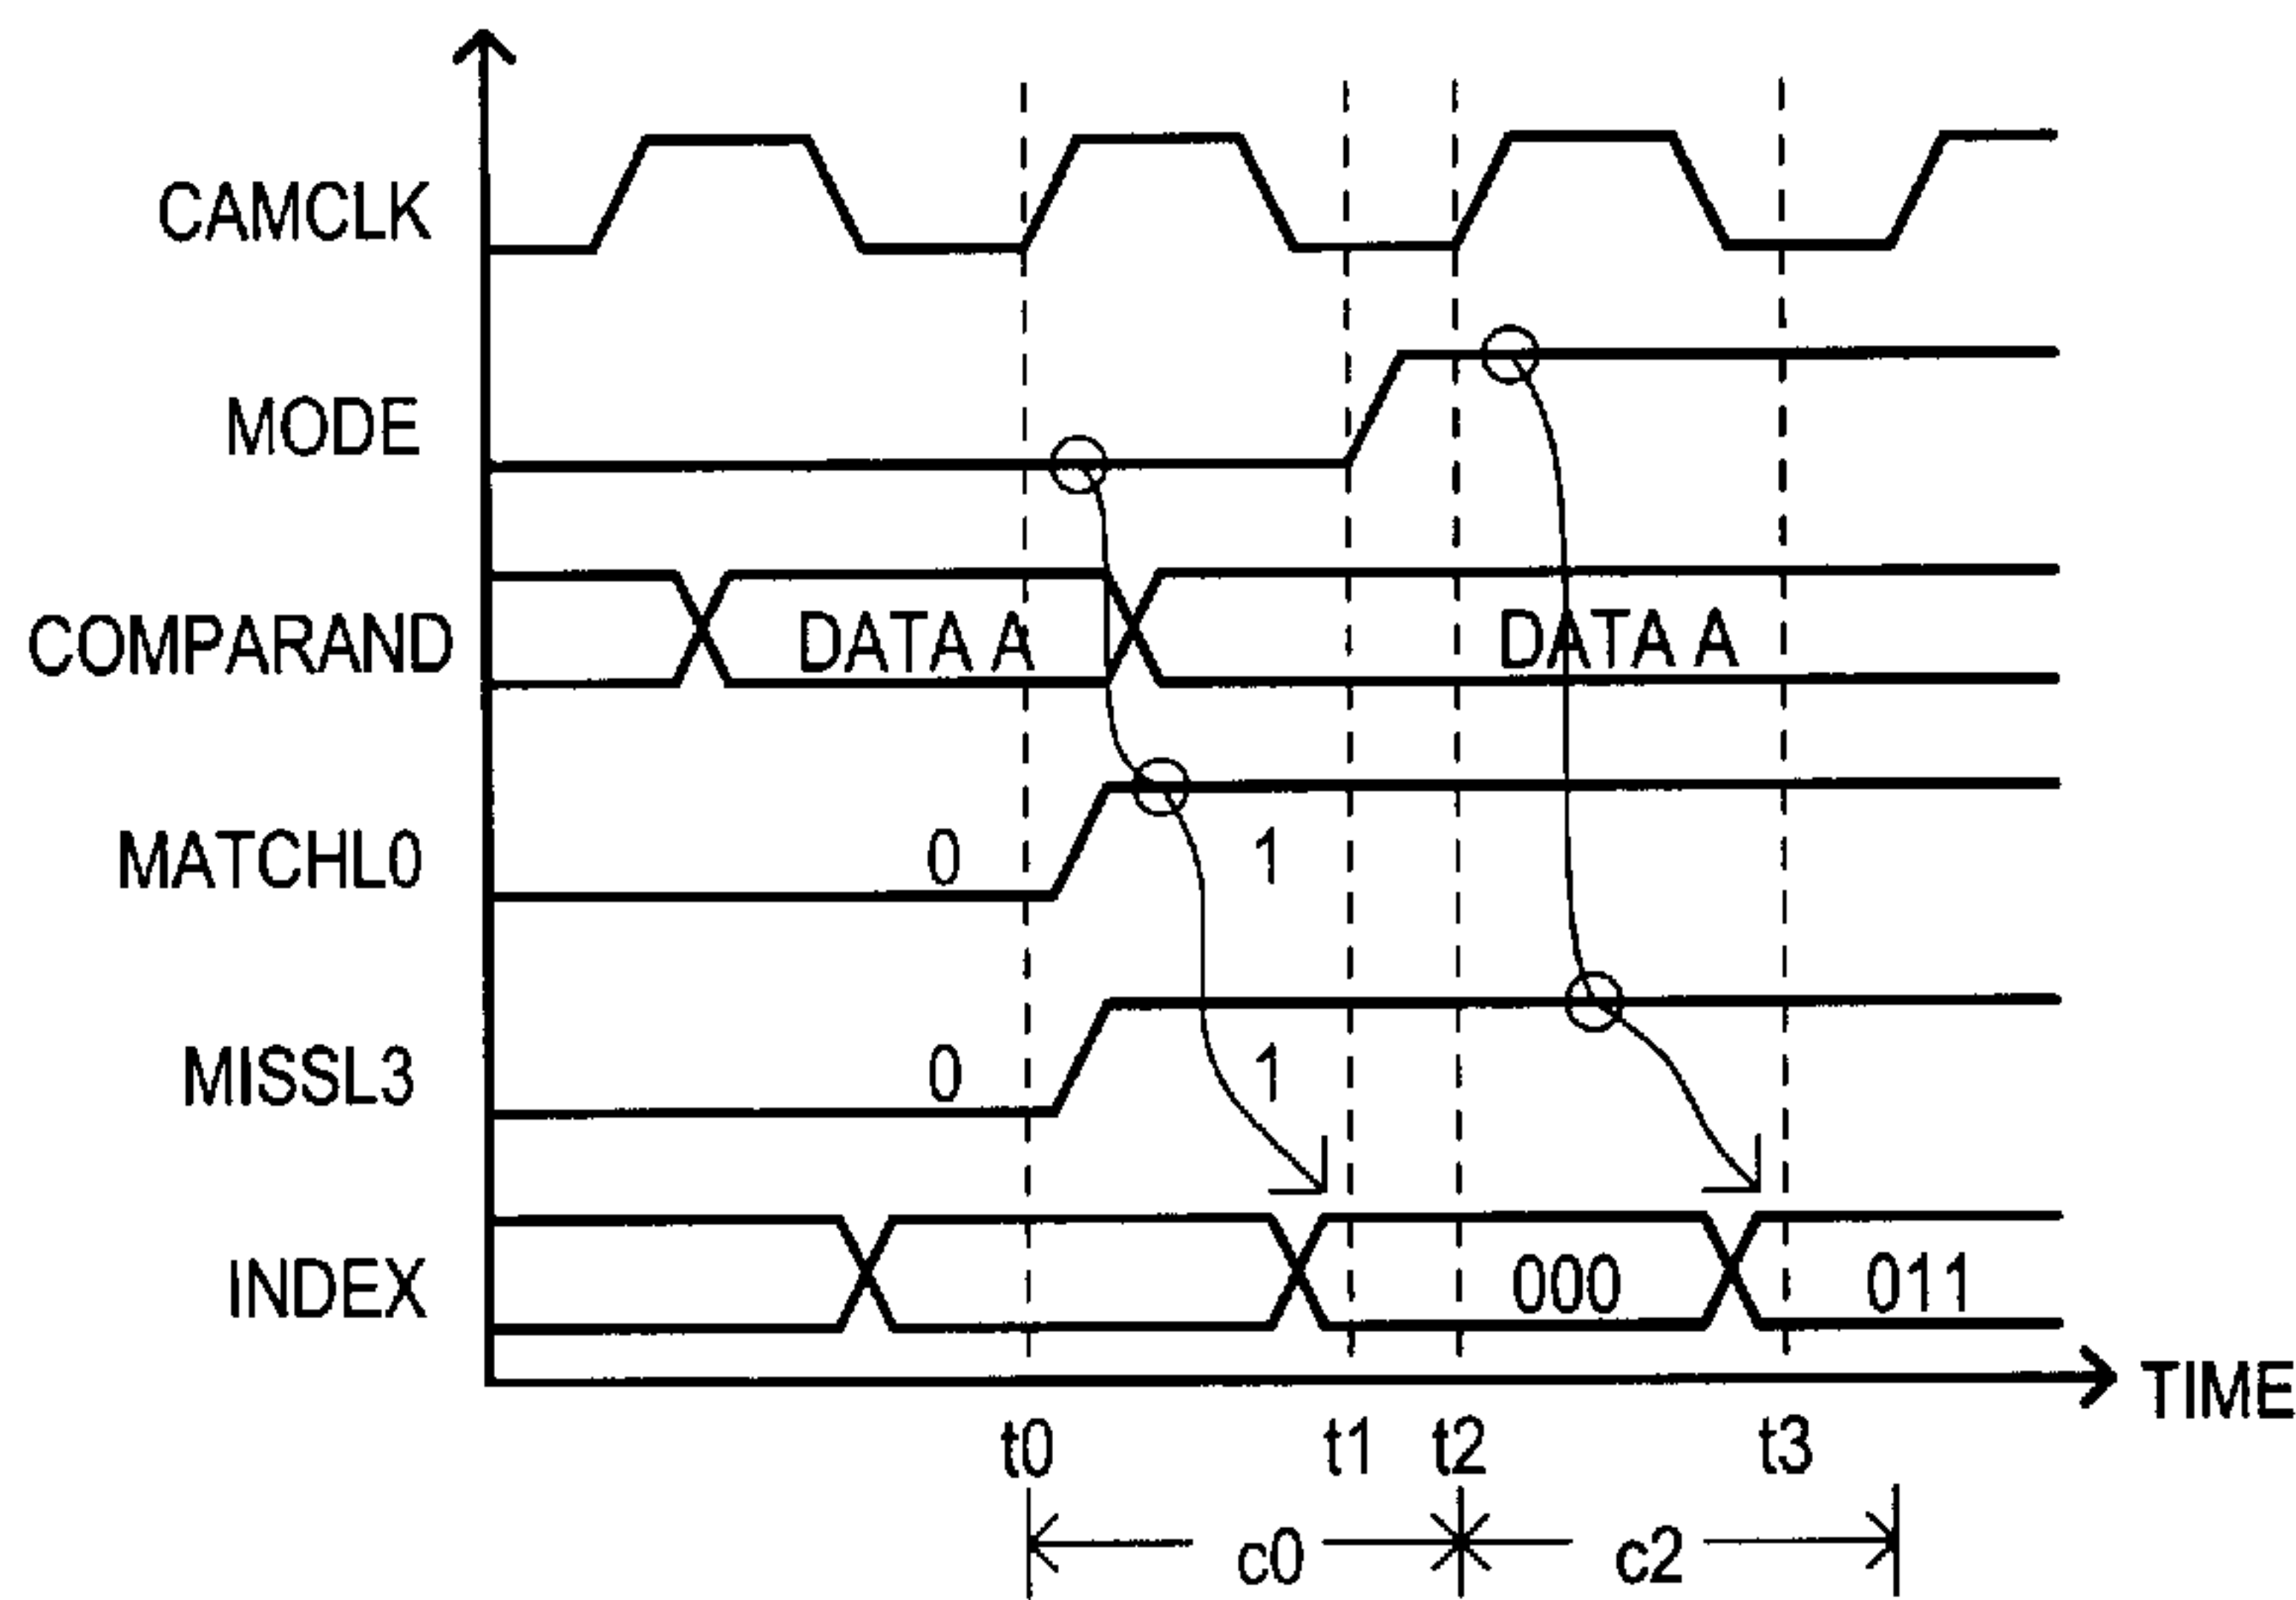 CAMCLK
MODE
COMPARAND DATA A DATA A
MATCHL0 0 1
MISSL3 0 1
INDEX 000 011
TIME
t0 t1 t2 t3
c0 c2